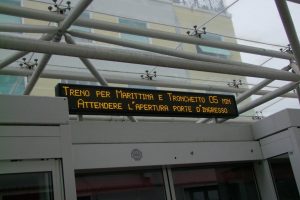 Treno per Marittima e Tronchetto 05 min
Attendere l'apertura porte d'ingresso